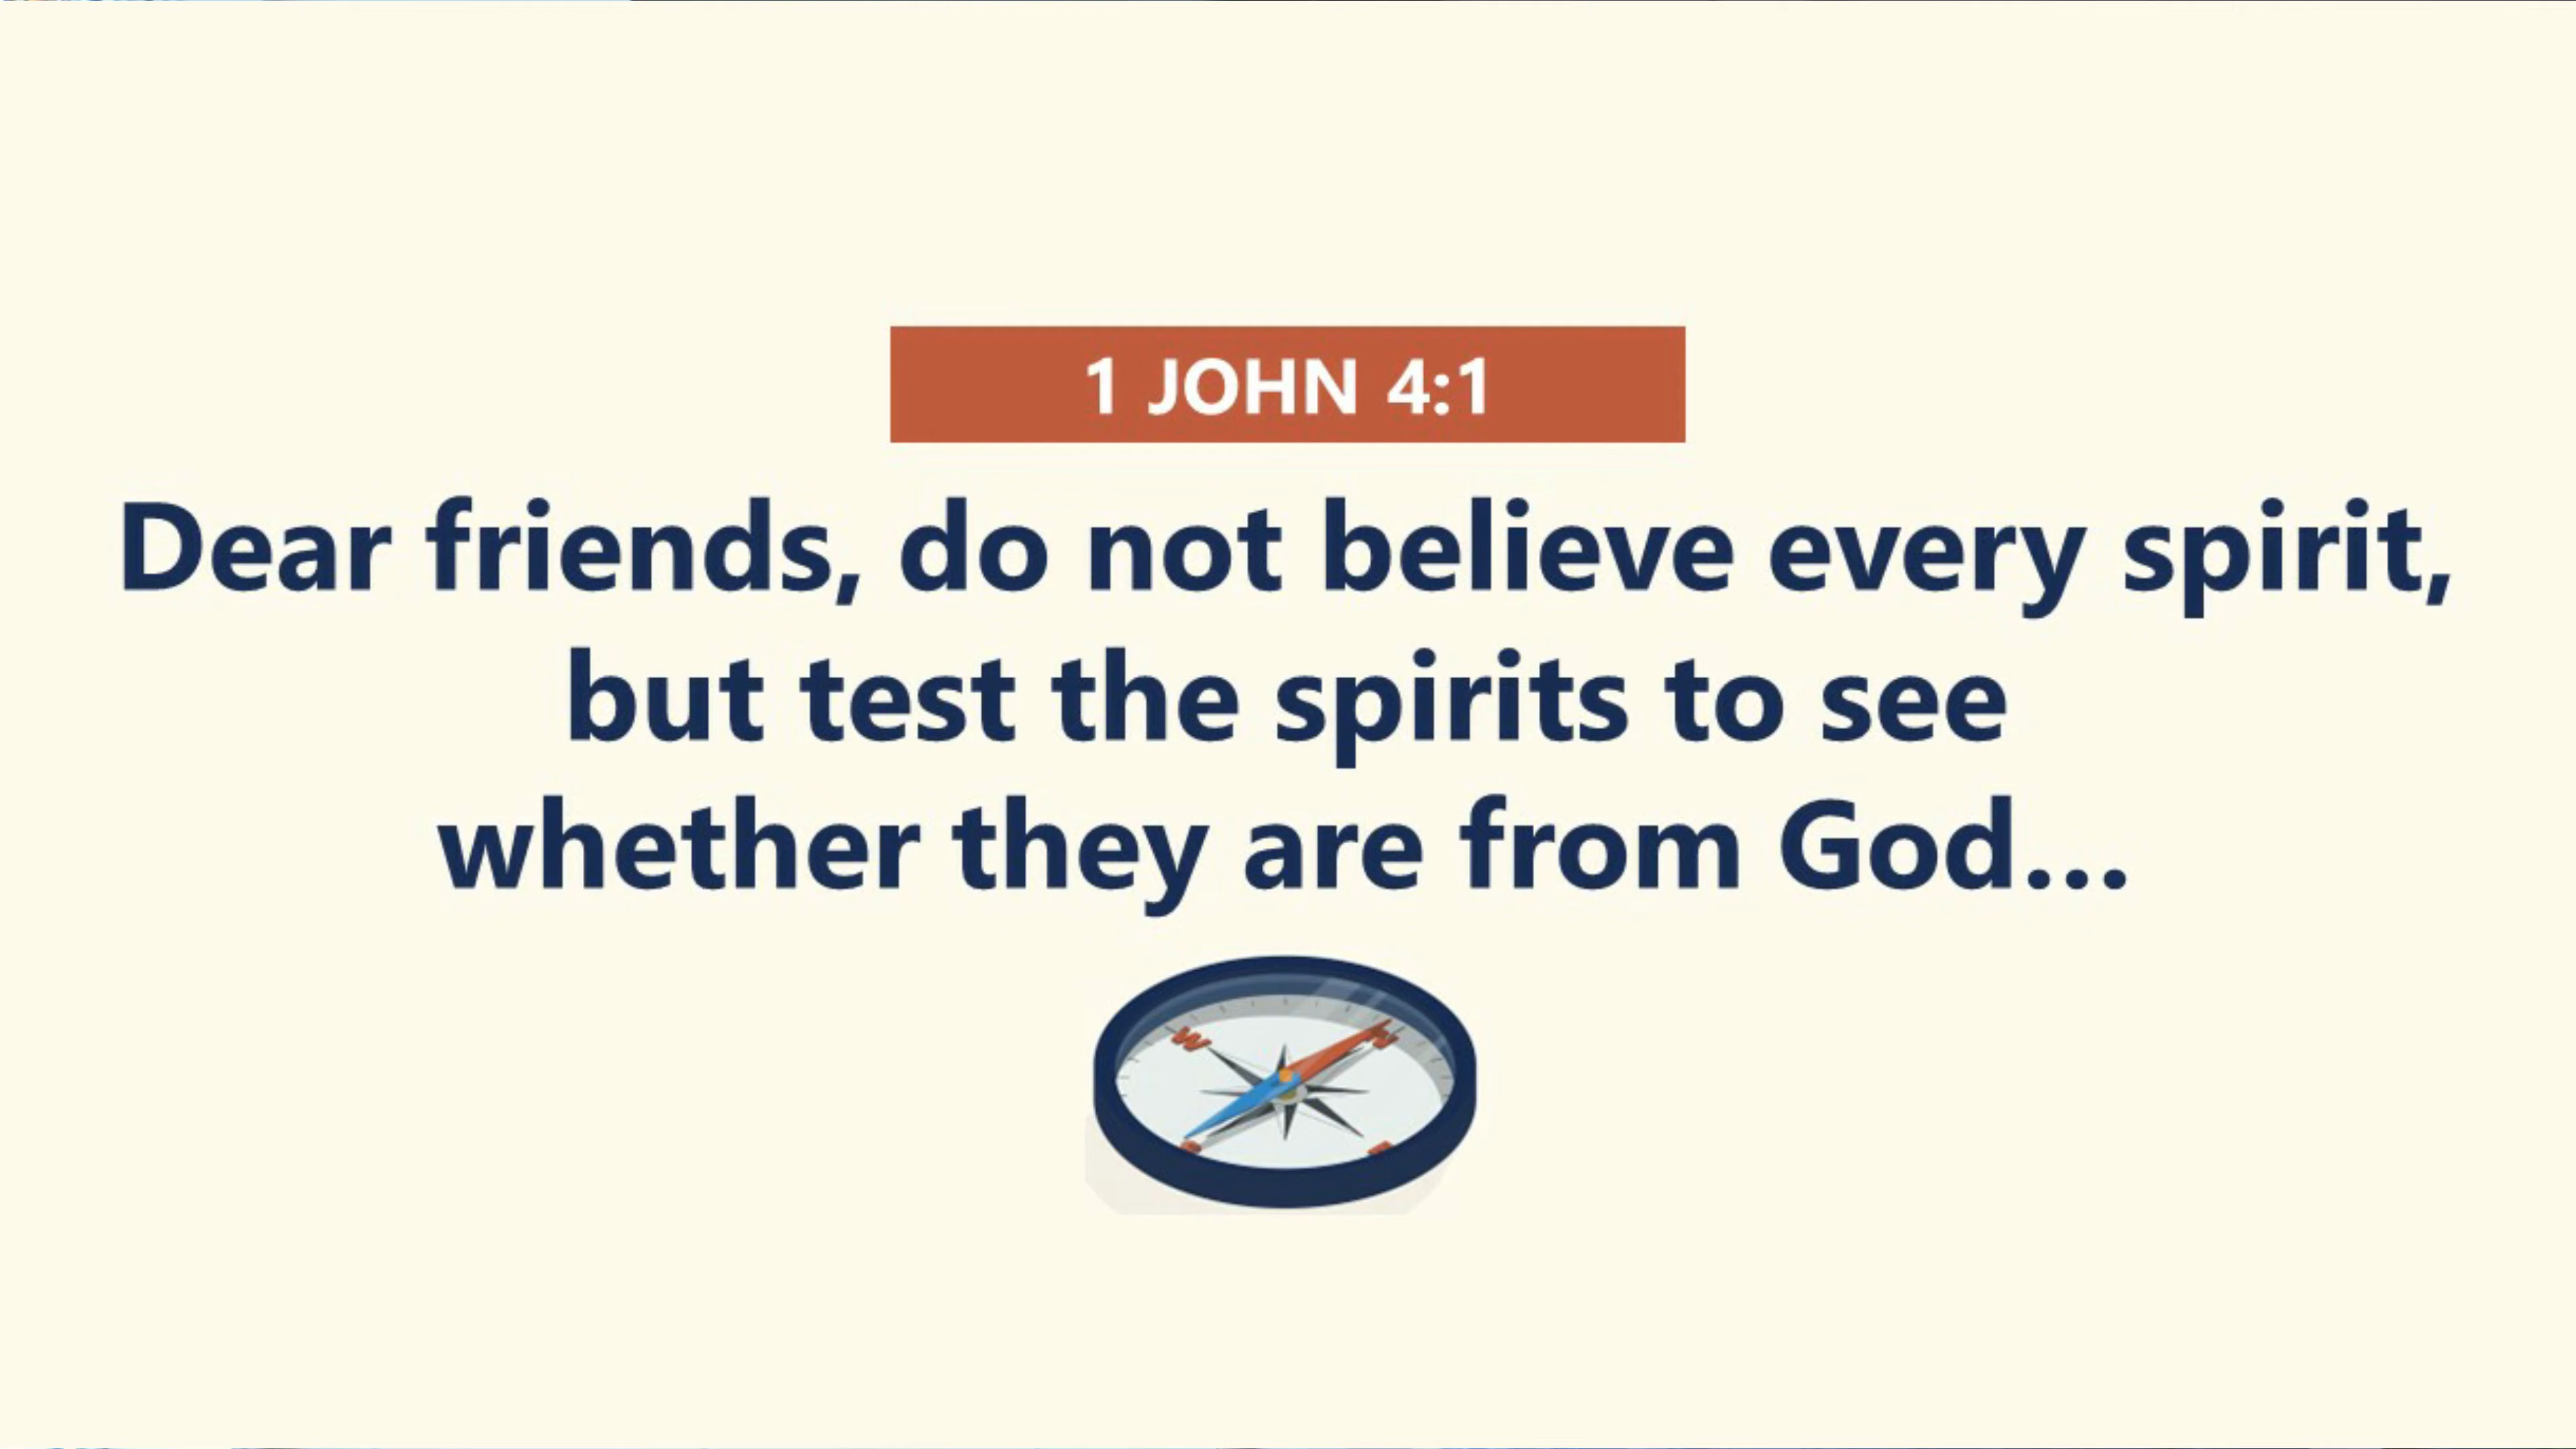 1 JOHN 4:1
Dear friends, do not believe every spirit,
but test the spirits to see
whether they are from God...
W
N